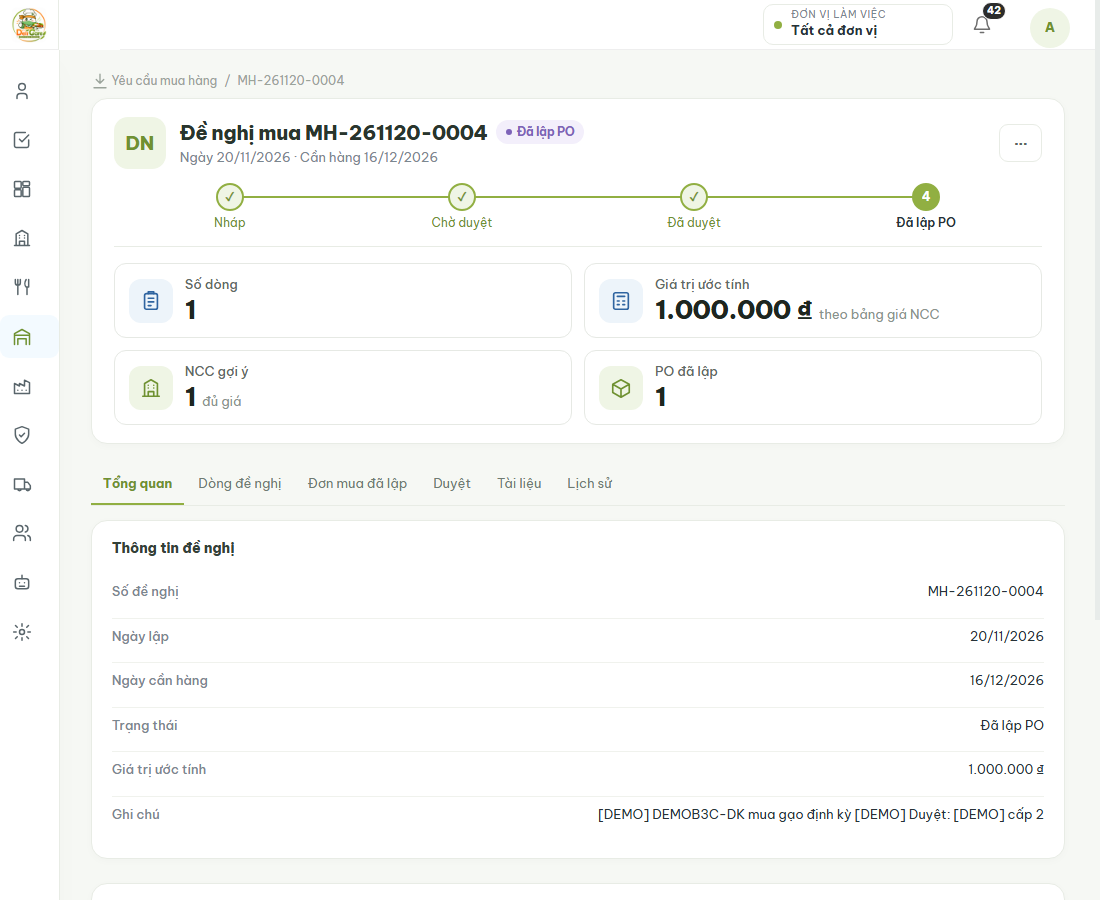 ĐƠN VỊ LÀM VIỆC
Tất cả đơn vị
42
A
Yêu cầu mua hàng / MH-261120-0004
DN
Đề nghị mua MH-261120-0004
Đã lập PO
Ngày 20/11/2026 · Cần hàng 16/12/2026
...
✓ ✓ ✓ 4
Nháp Chờ duyệt Đã duyệt Đã lập PO
Số dòng
1
Giá trị ước tính
1.000.000 ₫ theo bảng giá NCC
NCC gợi ý
1 đủ giá
PO đã lập
1
Tổng quan Dòng đề nghị Đơn mua đã lập Duyệt Tài liệu Lịch sử
Thông tin đề nghị
Số đề nghị MH-261120-0004
Ngày lập 20/11/2026
Ngày cần hàng 16/12/2026
Trạng thái Đã lập PO
Giá trị ước tính 1.000.000 ₫
Ghi chú [DEMO] DEMOB3C-DK mua gạo định kỳ [DEMO] Duyệt: [DEMO] cấp 2